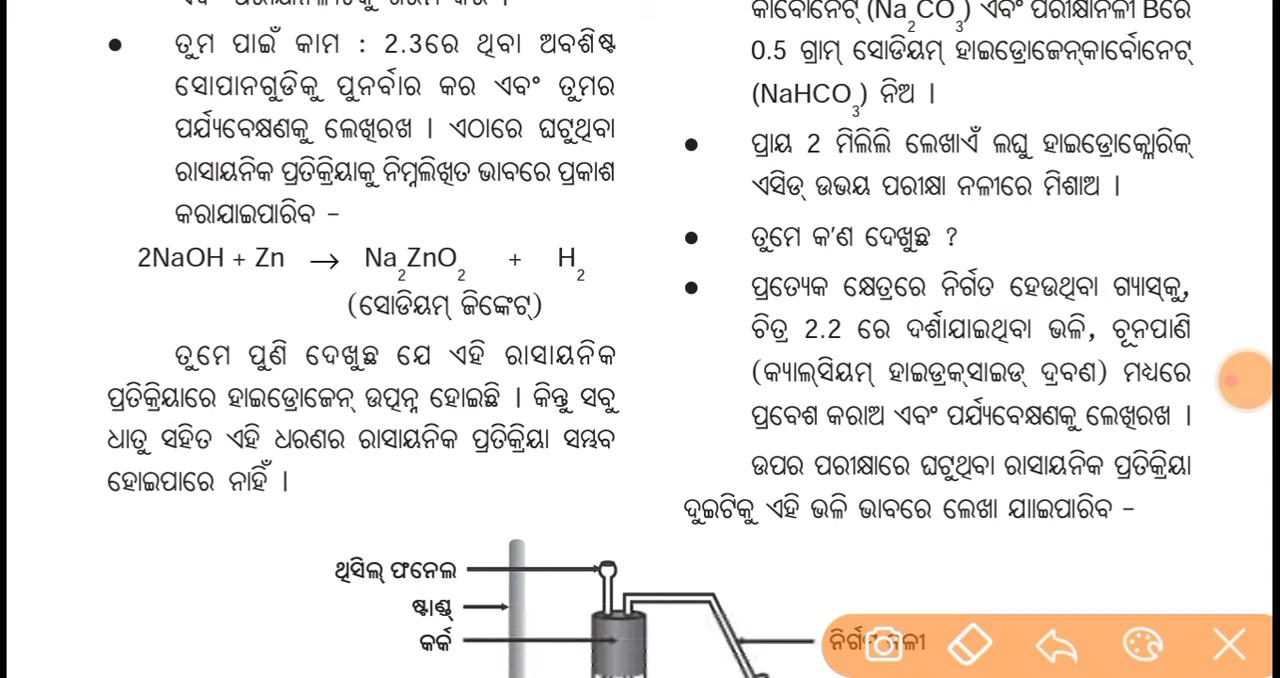 • ତୁମ ପାଇଁ କାମ : 2.3ରେ ଥିବା ଅବଶିଷ୍ଟ
ସୋପାନଗୁଡିକୁ ପୁନର୍ବାର କର ଏବଂ ତୁମର
ପର୍ଯ୍ୟବେକ୍ଷଣକୁ ଲେଖିରଖ । ଏଠାରେ ଘଟୁଥିବା
ରାସାୟନିକ ପ୍ରତିକ୍ରିୟାକୁ ନିମ୍ନଲିଖିତ ଭାବରେ ପ୍ରକାଶ
କରାଯାଇପାରିବ –
2NaOH + Zn → Na₂ZnO₂ + H₂
(ସୋଡିୟମ୍ ଜିଙ୍କେଟ୍)
ତୁମେ ପୁଣି ଦେଖୁଛ ଯେ ଏହି ରାସାୟନିକ
ପ୍ରତିକ୍ରିୟାରେ ହାଇଡ୍ରୋଜେନ୍ ଉତ୍ପନ୍ନ ହୋଇଛି । କିନ୍ତୁ ସବୁ
ଧାତୁ ସହିତ ଏହି ଧରଣର ରାସାୟନିକ ପ୍ରତିକ୍ରିୟା ସମ୍ଭବ
ହୋଇପାରେ ନାହିଁ ।
କାର୍ବୋନେଟ୍ (Na₂CO₃) ଏବଂ ପରୀକ୍ଷାନଳୀ Bରେ
0.5 ଗ୍ରାମ୍ ସୋଡିୟମ୍ ହାଇଡ୍ରୋଜେନ୍‌କାର୍ବୋନେଟ୍
(NaHCO₃) ନିଅ ।
• ପ୍ରାୟ 2 ମିଲିଲି ଲେଖାଏଁ ଲଘୁ ହାଇଡ୍ରୋକ୍ଲୋରିକ୍
ଏସିଡ୍ ଉଭୟ ପରୀକ୍ଷା ନଳୀରେ ମିଶାଅ ।
• ତୁମେ କ'ଣ ଦେଖୁଛ ?
• ପ୍ରତ୍ୟେକ କ୍ଷେତ୍ରରେ ନିର୍ଗତ ହେଉଥିବା ଗ୍ୟାସ୍‌କୁ,
ଚିତ୍ର 2.2 ରେ ଦର୍ଶାଯାଇଥିବା ଭଳି, ଚୂନପାଣି
(କ୍ୟାଲ୍‌ସିୟମ୍ ହାଇଡ୍ରକ୍‌ସାଇଡ୍ ଦ୍ରବଣ) ମଧ୍ୟରେ
ପ୍ରବେଶ କରାଅ ଏବଂ ପର୍ଯ୍ୟବେକ୍ଷଣକୁ ଲେଖିରଖ ।
ଉପର ପରୀକ୍ଷାରେ ଘଟୁଥିବା ରାସାୟନିକ ପ୍ରତିକ୍ରିୟା
ଦୁଇଟିକୁ ଏହି ଭଳି ଭାବରେ ଲେଖା ଯାଇପାରିବ –
ଥିସିଲ୍ ଫନେଲ
ଷ୍ଟାଣ୍ଡ୍
କର୍କ